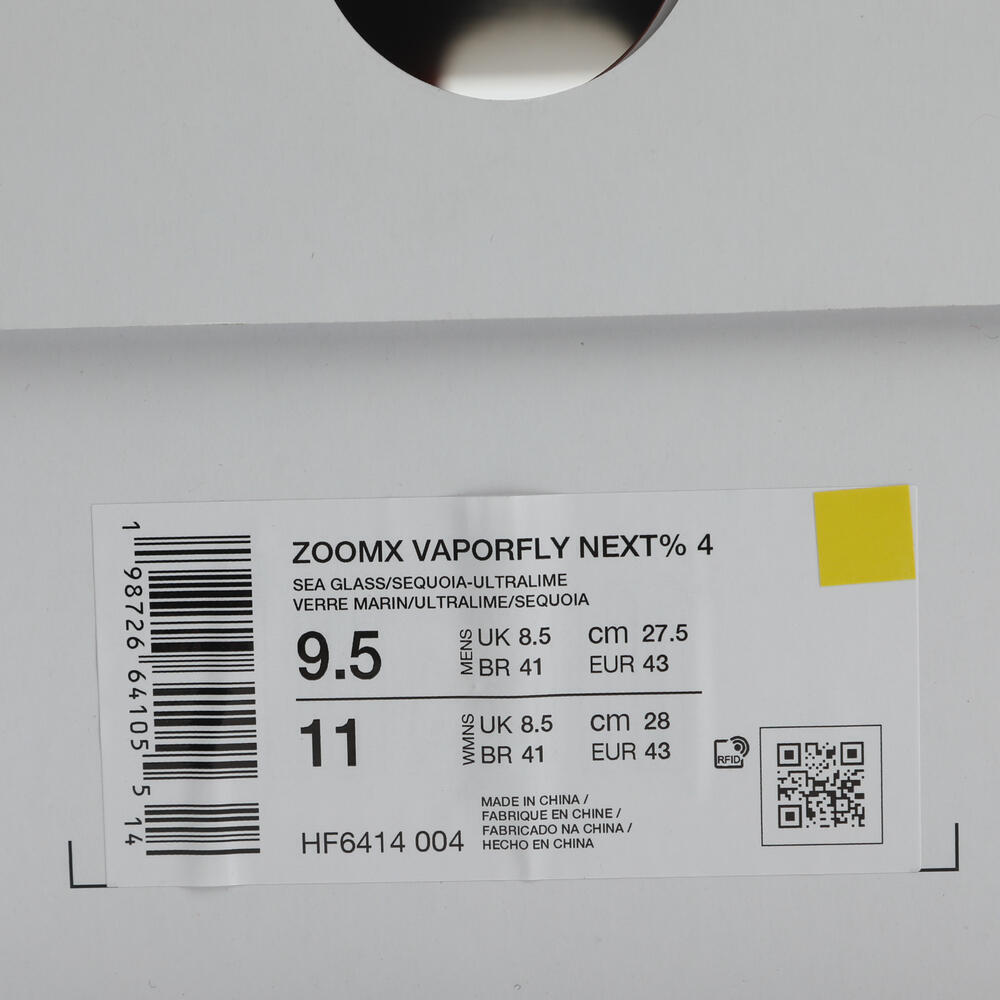 ZOOMX VAPORFLY NEXT% 4
SEA GLASS/SEQUOIA-ULTRALIME
VERRE MARIN/ULTRALIME/SEQUOIA
9.5 MENS UK 8.5 cm 27.5
BR 41 EUR 43
11 WMNS UK 8.5 cm 28
BR 41 EUR 43
RFID
MADE IN CHINA /
FABRIQUE EN CHINE /
FABRICADO NA CHINA /
HECHO EN CHINA
HF6414 004
1 98726 64105 5 14